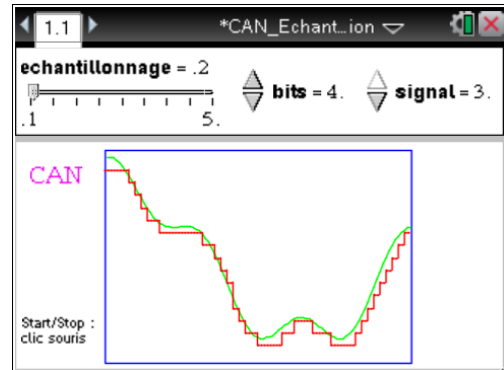 1.1
*CAN_Echant…ion
echantillonnage = .2
bits = 4.
signal = 3.
.1
5.
CAN
Start/Stop :
clic souris